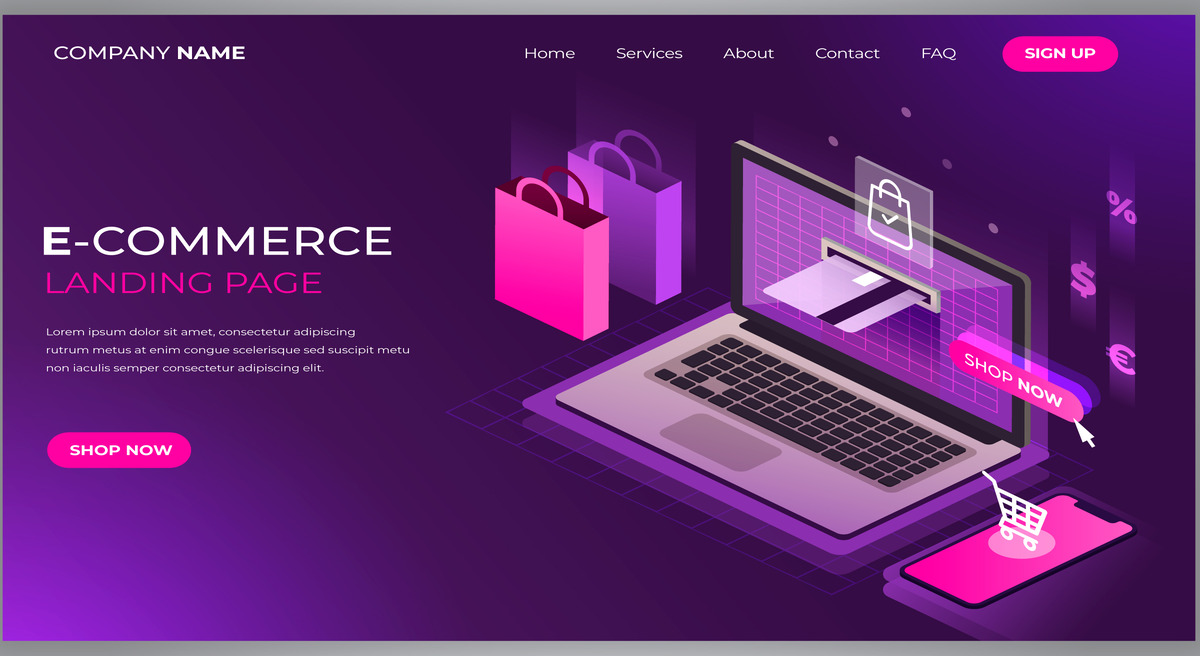 COMPANY NAME
Home Services About Contact FAQ SIGN UP
E-COMMERCE
LANDING PAGE
Lorem ipsum dolor sit amet, consectetur adipiscing
rutrum metus at enim congue scelerisque sed suscipit metu
non iaculis semper consectetur adipiscing elit.
SHOP NOW
%
$
€
SHOP NOW